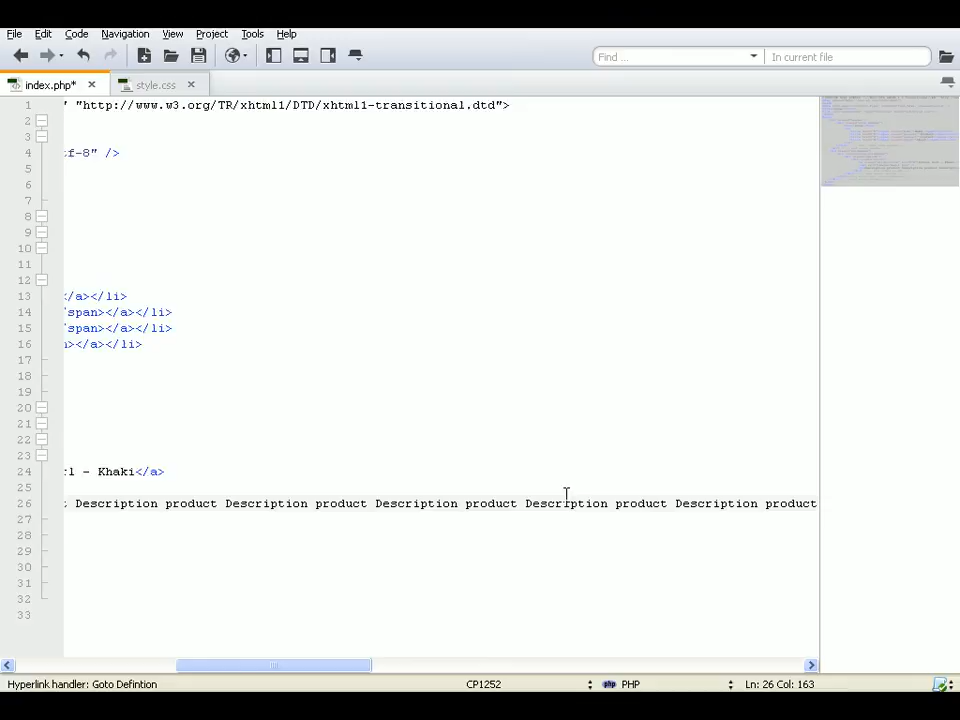 File Edit Code Navigation View Project Tools Help
Find ... In current file
index.php* style.css
1 " "http://www.w3.org/TR/xhtml1/DTD/xhtml1-transitional.dtd">
2
3
4 tf-8" />
5
6
7
8
9
10
11
12
13 </a></li>
14 span></a></li>
15 span></a></li>
16 ></a></li>
17
18
19
20
21
22
23
24 rl - Khaki</a>
25
26 Description product Description product Description product Description product Description product
27
28
29
30
31
32
33
Hyperlink handler: Goto Defintion CP1252 php PHP Ln: 26 Col: 163